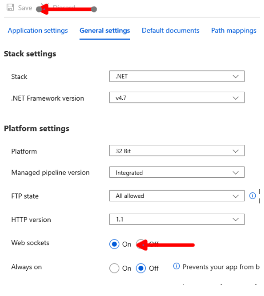 Save
Application settings General settings Default documents Path mappings
Stack settings
Stack .NET
.NET Framework version v4.7
Platform settings
Platform 32 Bit
Managed pipeline version Integrated
FTP state All allowed
HTTP version 1.1
Web sockets On Off
Always on On Off Prevents your app from b